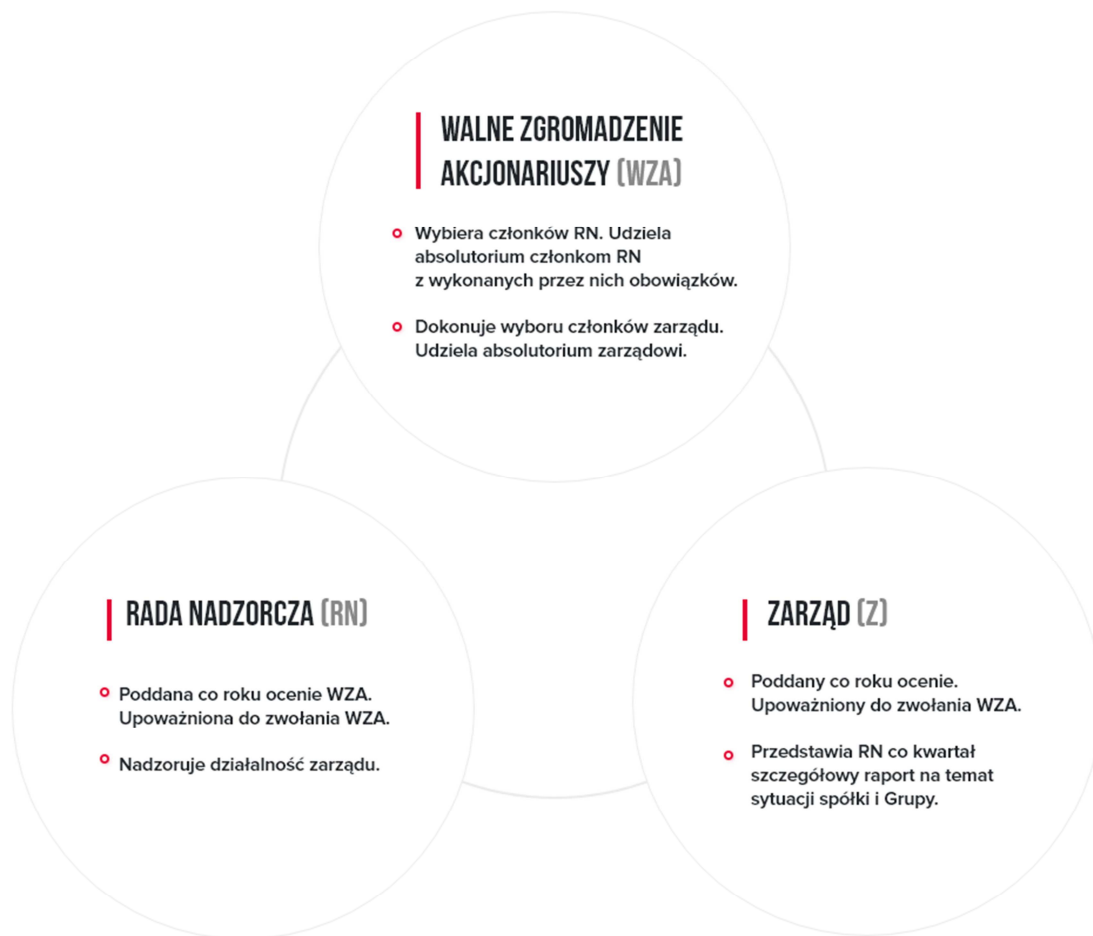 WALNE ZGROMADZENIE
AKCJONARIUSZY (WZA)
Wybiera członków RN. Udziela
absolutorium członkom RN
z wykonanych przez nich obowiązków.
Dokonuje wyboru członków zarządu.
Udziela absolutorium zarządowi.
RADA NADZORCZA (RN)
Poddana co roku ocenie WZA.
Upoważniona do zwołania WZA.
Nadzoruje działalność zarządu.
ZARZĄD (Z)
Poddany co roku ocenie.
Upoważniony do zwołania WZA.
Przedstawia RN co kwartał
szczegółowy raport na temat
sytuacji spółki i Grupy.